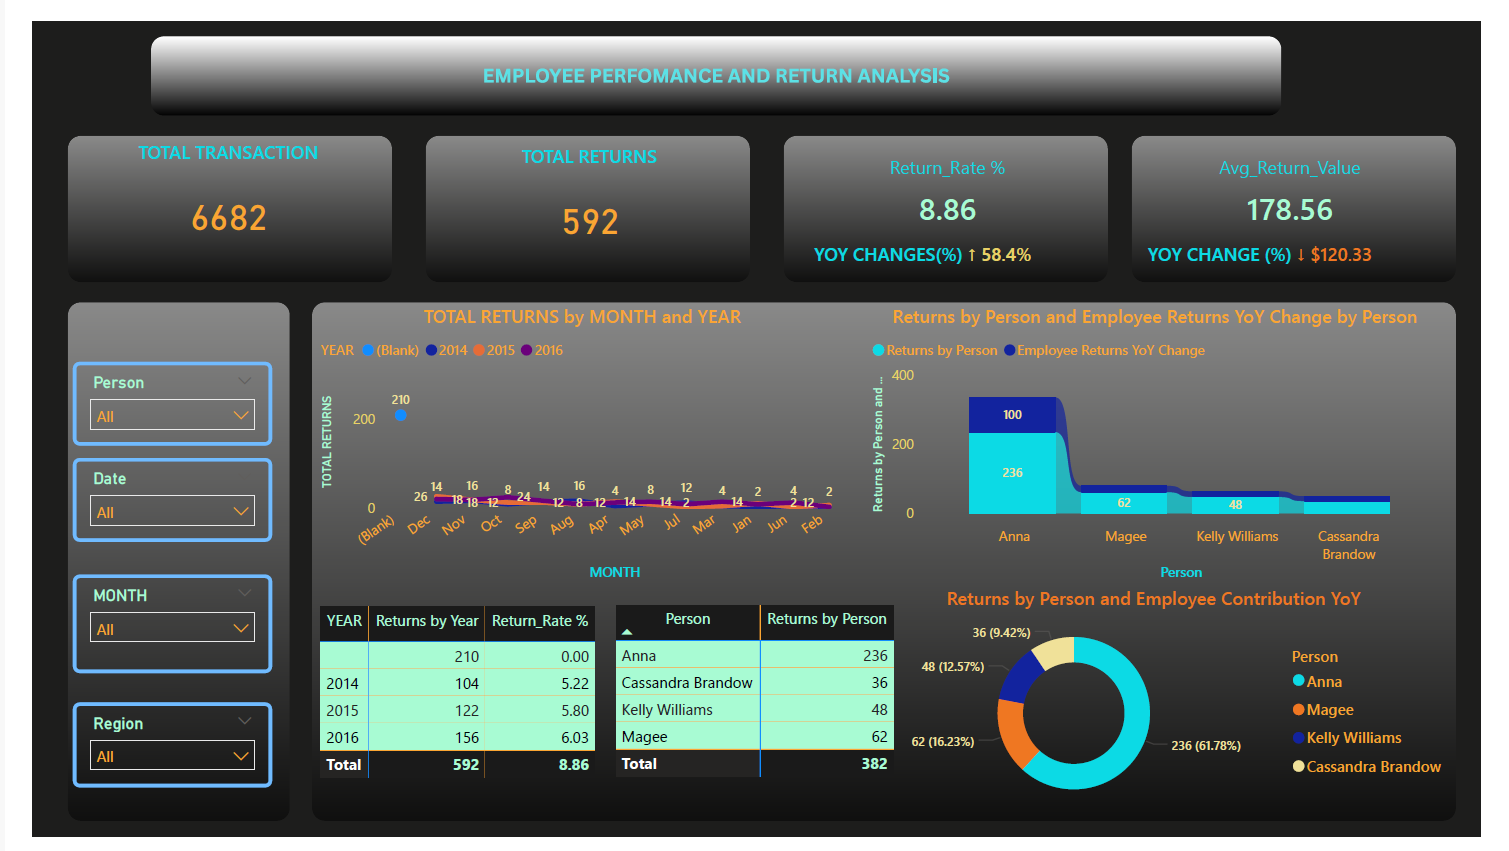 EMPLOYEE PERFOMANCE AND RETURN ANALYSIS
TOTAL TRANSACTION
6682
TOTAL RETURNS
592
Return_Rate %
8.86
YOY CHANGES(%) ↑ 58.4%
Avg_Return_Value
178.56
YOY CHANGE (%) ↓ $120.33
Person
All
Date
All
MONTH
All
Region
All
TOTAL RETURNS by MONTH and YEAR
YEAR (Blank) 2014 2015 2016
TOTAL RETURNS
200
0
210
26 14 18 16 18 12 8 24 14 12 16 8 12 4 14 8 14 12 2 4 14 2 4 2 12 2
(Blank) Dec Nov Oct Sep Aug Apr May Jul Mar Jan Jun Feb
MONTH
Returns by Person and Employee Returns YoY Change by Person
Returns by Person Employee Returns YoY Change
Returns by Person and ...
400
200
0
100
236
62
48
Anna Magee Kelly Williams Cassandra
Brandow
Person
YEAR Returns by Year Return_Rate %
210 0.00
2014 104 5.22
2015 122 5.80
2016 156 6.03
Total 592 8.86
Person Returns by Person
Anna 236
Cassandra Brandow 36
Kelly Williams 48
Magee 62
Total 382
Returns by Person and Employee Contribution YoY
36 (9.42%)
48 (12.57%)
62 (16.23%)
236 (61.78%)
Person
Anna
Magee
Kelly Williams
Cassandra Brandow